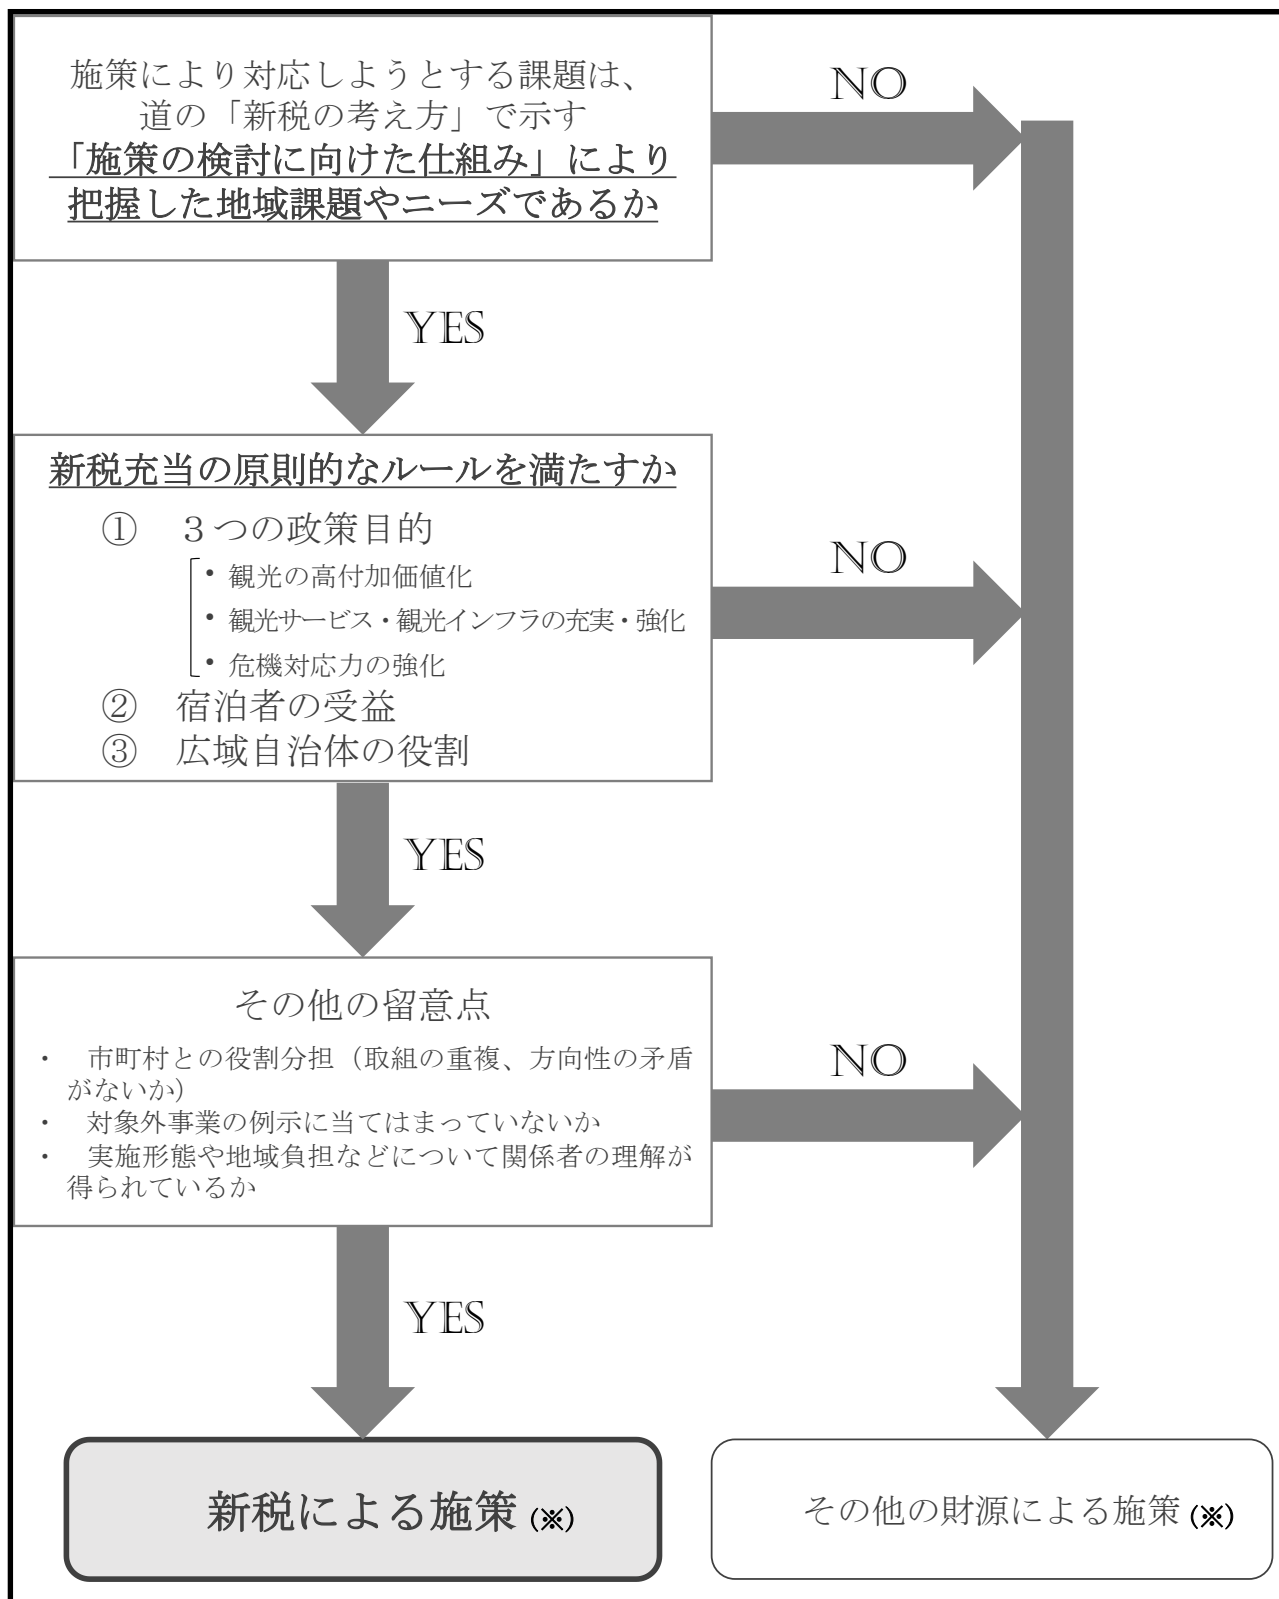 施策により対応しようとする課題は、
道の「新税の考え方」で示す
「施策の検討に向けた仕組み」により
把握した地域課題やニーズであるか
NO
YES
新税充当の原則的なルールを満たすか
① ３つの政策目的
・観光の高付加価値化
・観光サービス・観光インフラの充実・強化
・危機対応力の強化
② 宿泊者の受益
③ 広域自治体の役割
NO
YES
その他の留意点
・ 市町村との役割分担（取組の重複、方向性の矛盾
がないか）
・ 対象外事業の例示に当てはまっていないか
・ 実施形態や地域負担などについて関係者の理解が
得られているか
NO
YES
新税による施策(※)
その他の財源による施策(※)